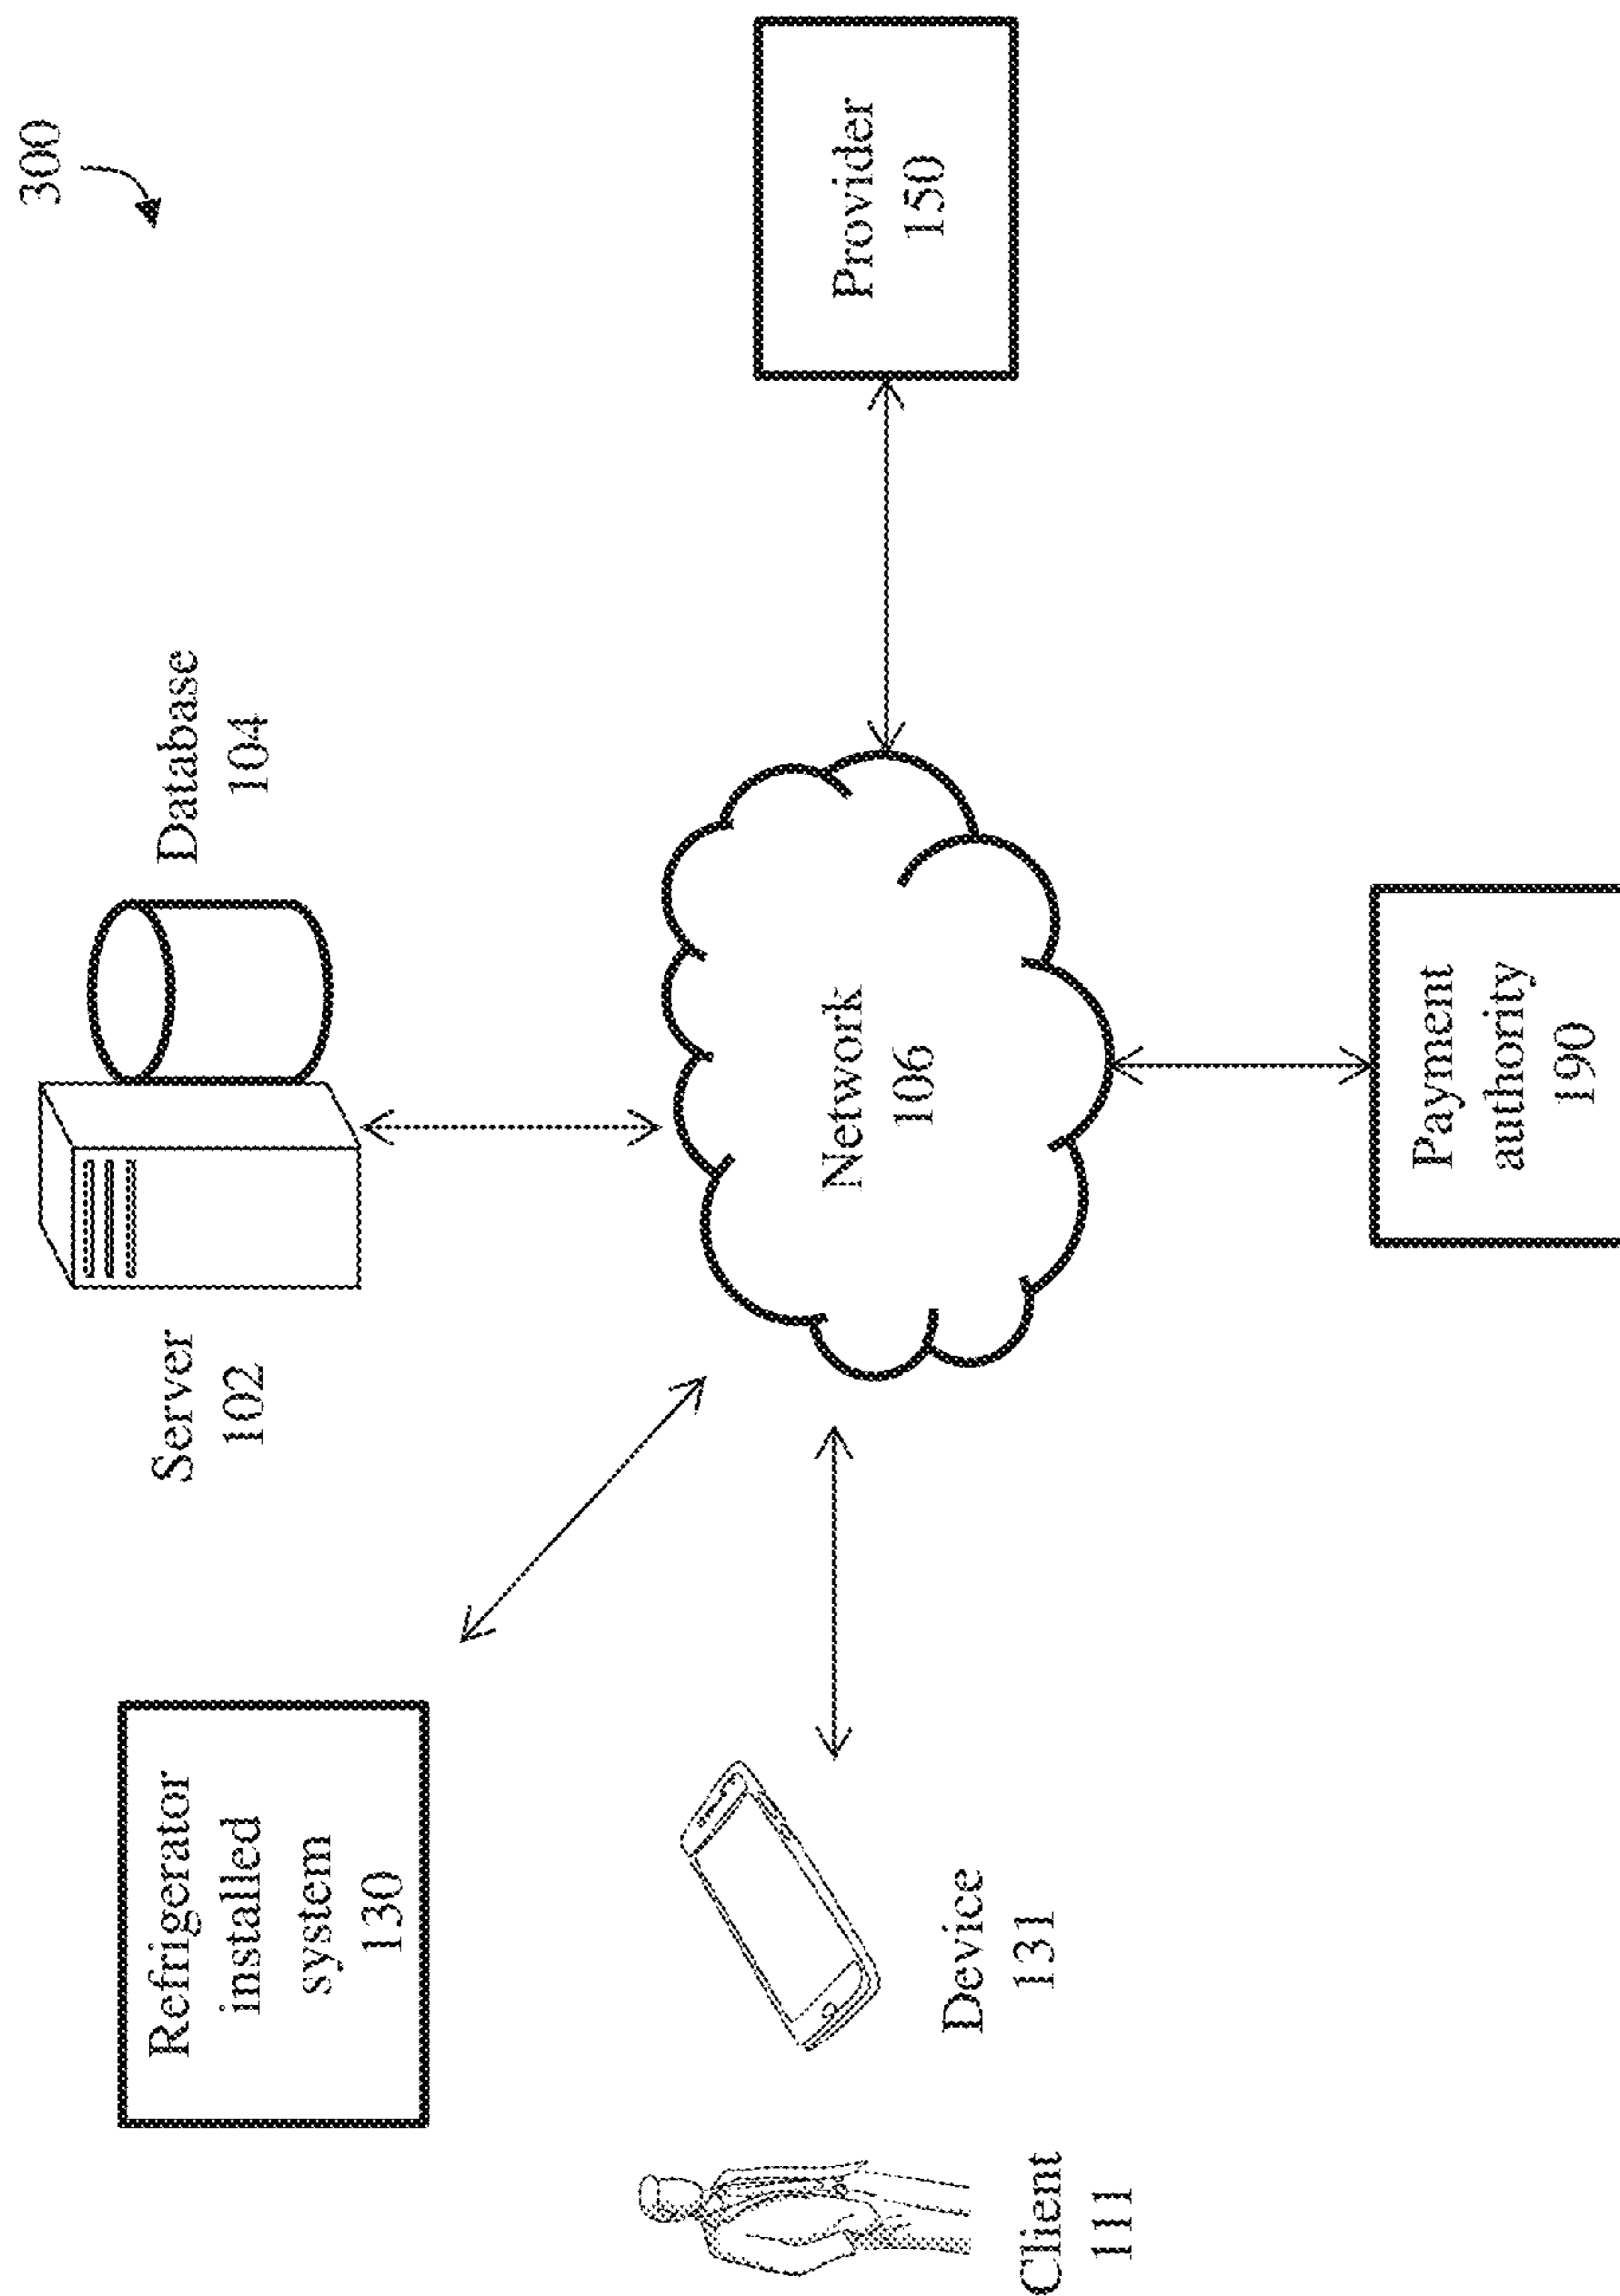 300
Server
102
Database
104
Refrigerator
installed
system
130
Network
106
Provider
150
Client
111
Device
131
Payment
authority
190